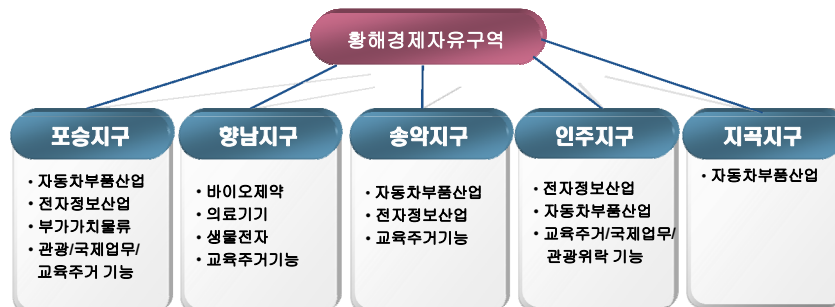 황해경제자유구역
포승지구
• 자동차부품산업
• 전자정보산업
• 부가가치물류
• 관광/국제업무/
교육주거 기능
향남지구
• 바이오제약
• 의료기기
• 생물전자
• 교육주거기능
송악지구
• 자동차부품산업
• 전자정보산업
• 교육주거기능
인주지구
• 전자정보산업
• 자동차부품산업
• 교육주거/국제업무/
관광위락 기능
지곡지구
• 자동차부품산업